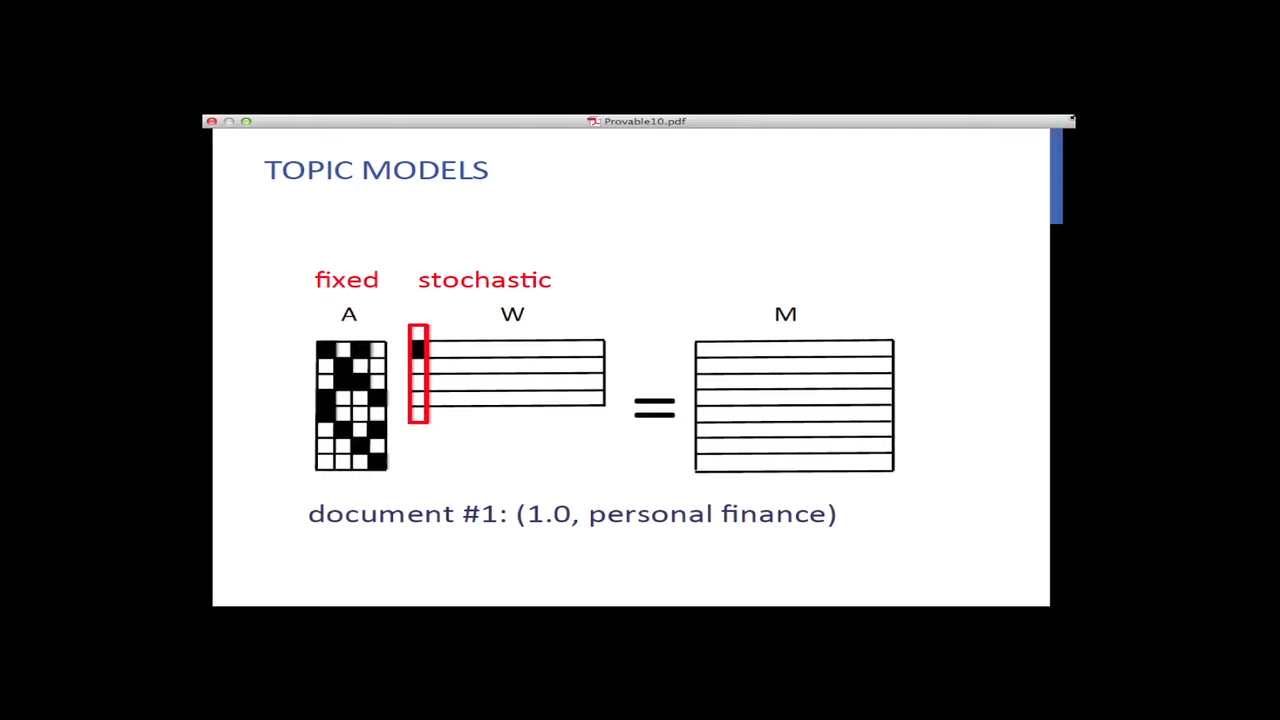 Provable10.pdf
TOPIC MODELS
fixed stochastic
A W M
=
document #1: (1.0, personal finance)